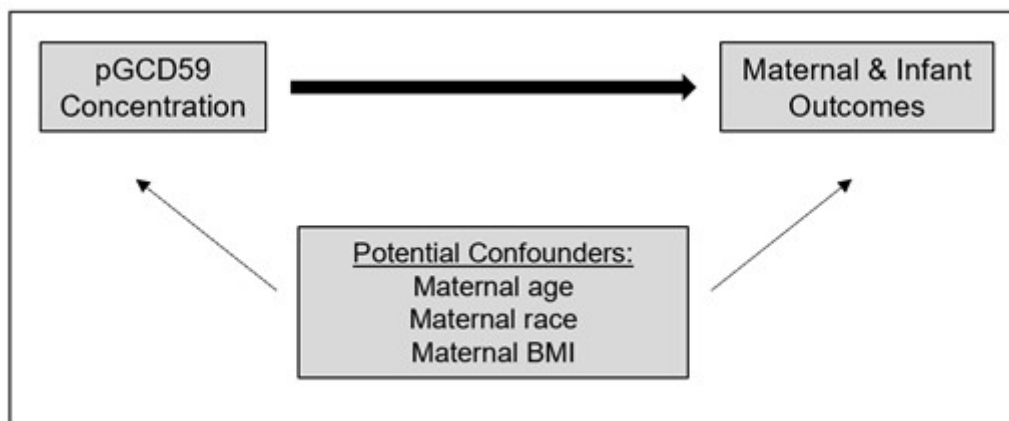 pGCD59
Concentration
Maternal & Infant
Outcomes
Potential Confounders:
Maternal age
Maternal race
Maternal BMI